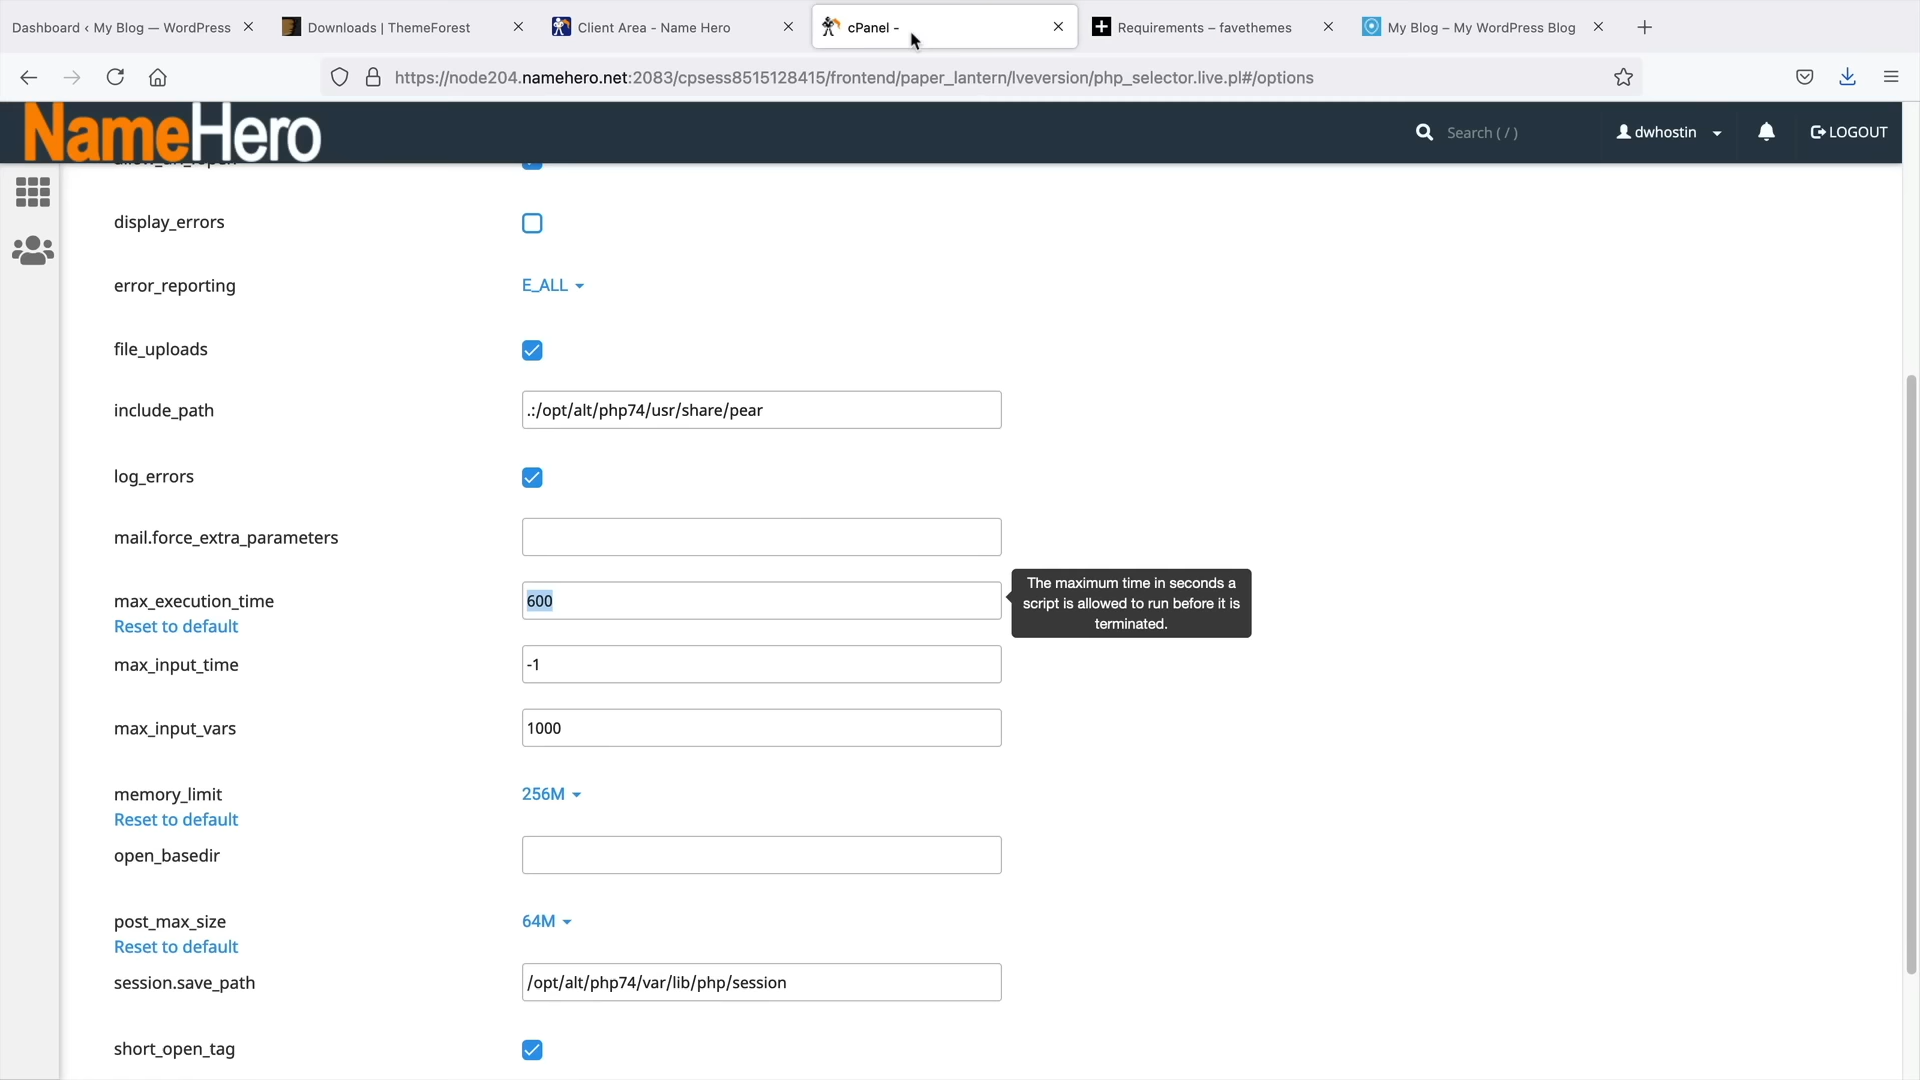 Dashboard ‹ My Blog — WordPress
Downloads | ThemeForest
Client Area - Name Hero
cPanel -
Requirements – favethemes
My Blog – My WordPress Blog
https://node204.namehero.net:2083/cpsess8515128415/frontend/paper_lantern/lveversion/php_selector.live.pl#/options
NameHero
Search ( / )
dwhostin
LOGOUT
display_errors
error_reporting
E_ALL
file_uploads
include_path
.:/opt/alt/php74/usr/share/pear
log_errors
mail.force_extra_parameters
max_execution_time
600
The maximum time in seconds a
script is allowed to run before it is
terminated.
Reset to default
max_input_time
-1
max_input_vars
1000
memory_limit
256M
Reset to default
open_basedir
post_max_size
64M
Reset to default
session.save_path
/opt/alt/php74/var/lib/php/session
short_open_tag